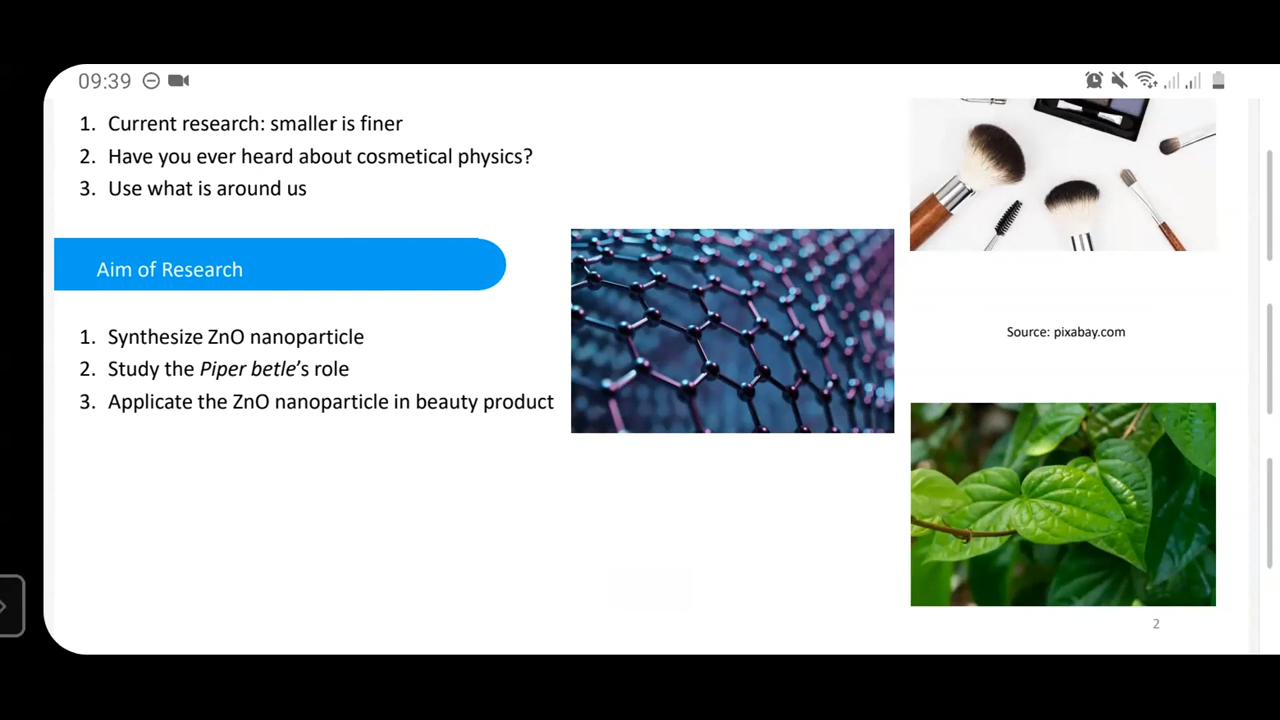 09:39
1. Current research: smaller is finer
2. Have you ever heard about cosmetical physics?
3. Use what is around us
Aim of Research
1. Synthesize ZnO nanoparticle
2. Study the Piper betle's role
3. Applicate the ZnO nanoparticle in beauty product
Source: pixabay.com
2